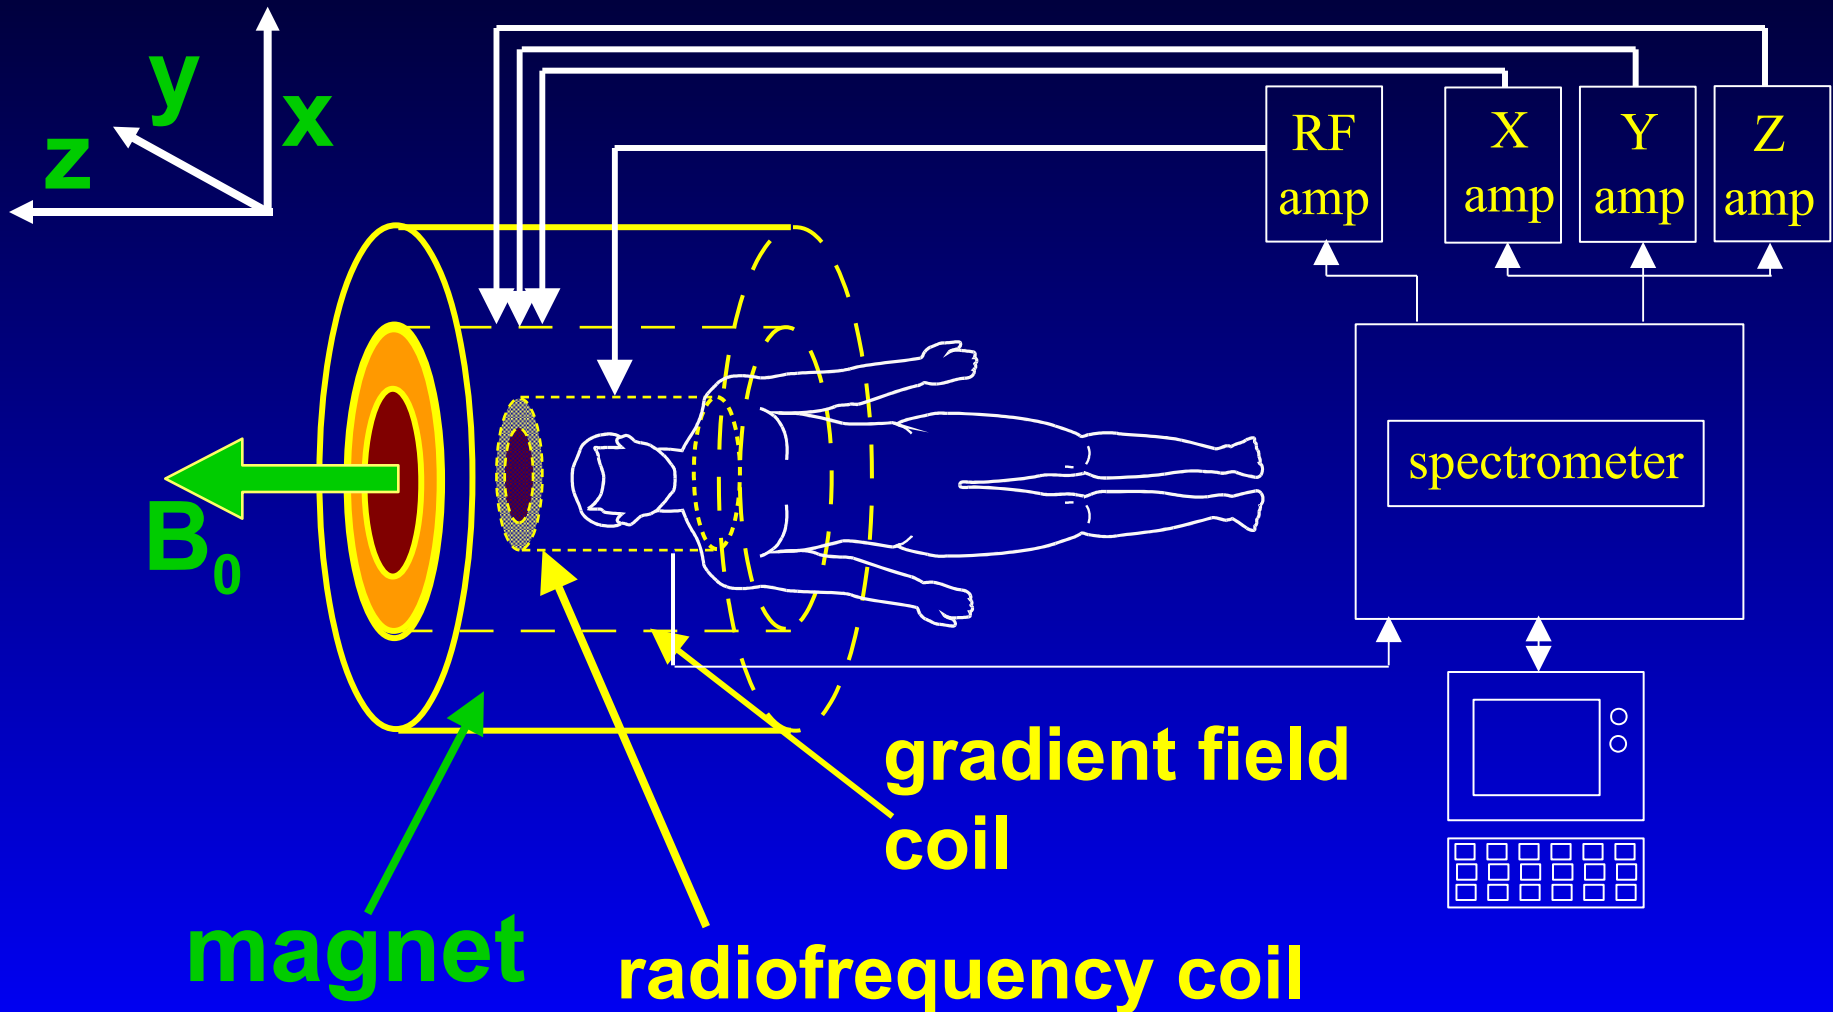 y
x
z
RF
amp
X
amp
Y
amp
Z
amp
spectrometer
B₀
gradient field
coil
magnet
radiofrequency coil